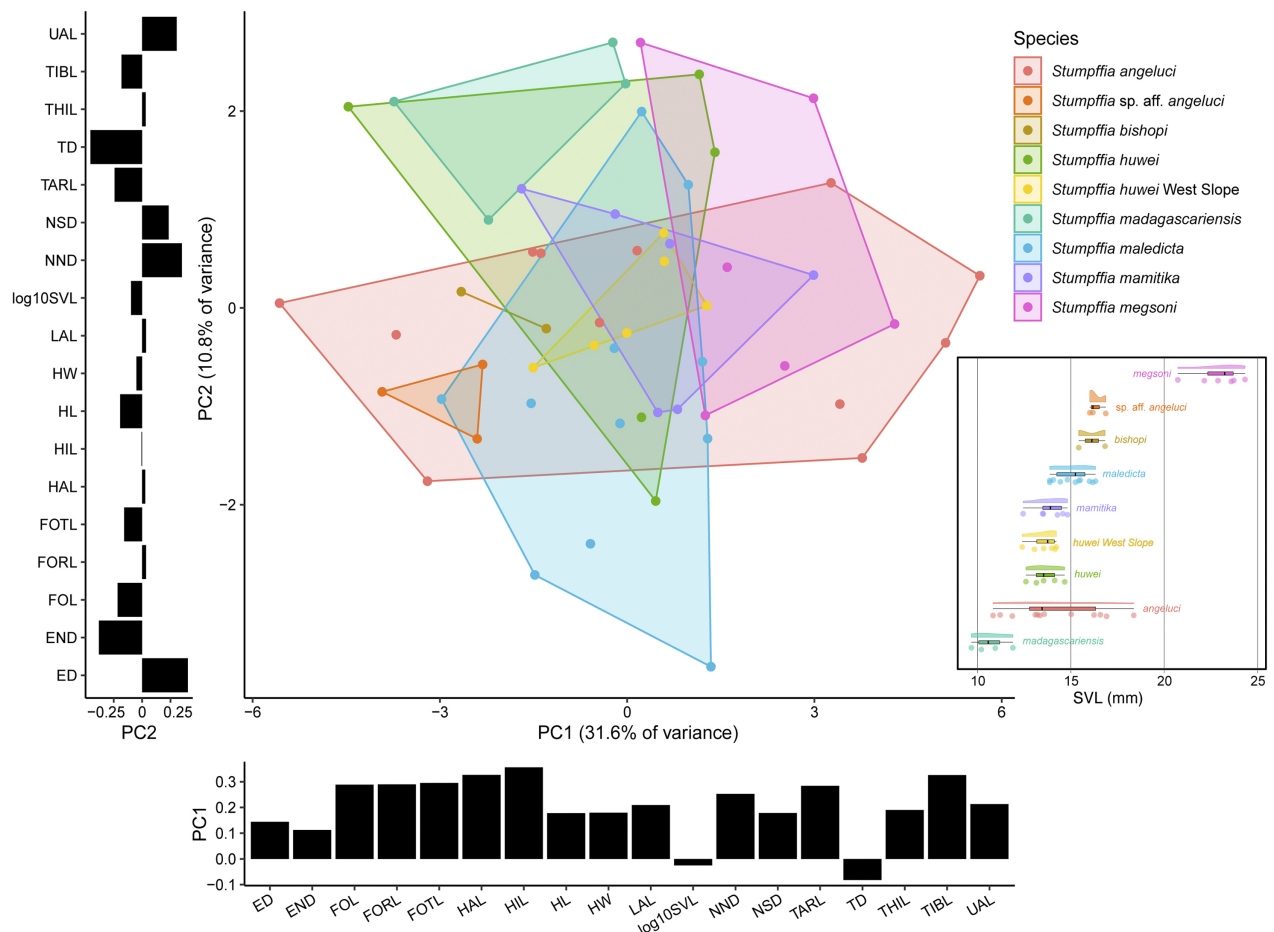 UAL
TIBL
THIL
TD
TARL
NSD
NND
log10SVL
LAL
HW
HL
HIL
HAL
FOTL
FORL
FOL
END
ED
−0.25 0 0.25
PC2
2
0
−2
PC2 (10.8% of variance)
−6 −3 0 3 6
PC1 (31.6% of variance)
Species
Stumpffia angeluci
Stumpffia sp. aff. angeluci
Stumpffia bishopi
Stumpffia huwei
Stumpffia huwei West Slope
Stumpffia madagascariensis
Stumpffia maledicta
Stumpffia mamitika
Stumpffia megsoni
megsoni
sp. aff. angeluci
bishopi
maledicta
mamitika
huwei West Slope
huwei
angeluci
madagascariensis
10 15 20 25
SVL (mm)
PC1
0.3
0.2
0.1
0.0
−0.1
ED END FOL FORL FOTL HAL HIL HL HW LAL log10SVL NND NSD TARL TD THIL TIBL UAL